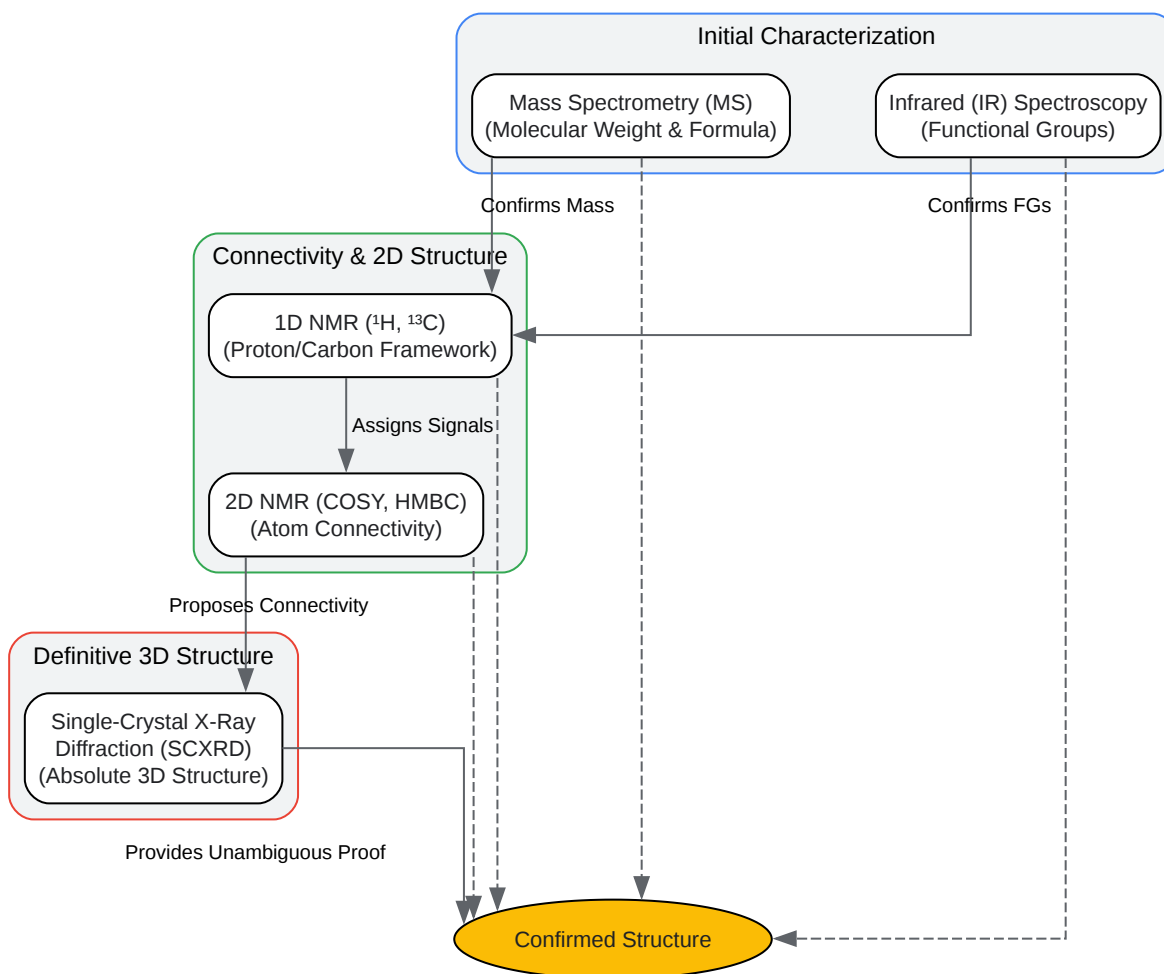 Initial Characterization
Mass Spectrometry (MS)
(Molecular Weight & Formula)
Infrared (IR) Spectroscopy
(Functional Groups)
Confirms Mass
Confirms FGs
Connectivity & 2D Structure
1D NMR (¹H, ¹³C)
(Proton/Carbon Framework)
Assigns Signals
2D NMR (COSY, HMBC)
(Atom Connectivity)
Proposes Connectivity
Definitive 3D Structure
Single-Crystal X-Ray
Diffraction (SCXRD)
(Absolute 3D Structure)
Provides Unambiguous Proof
Confirmed Structure